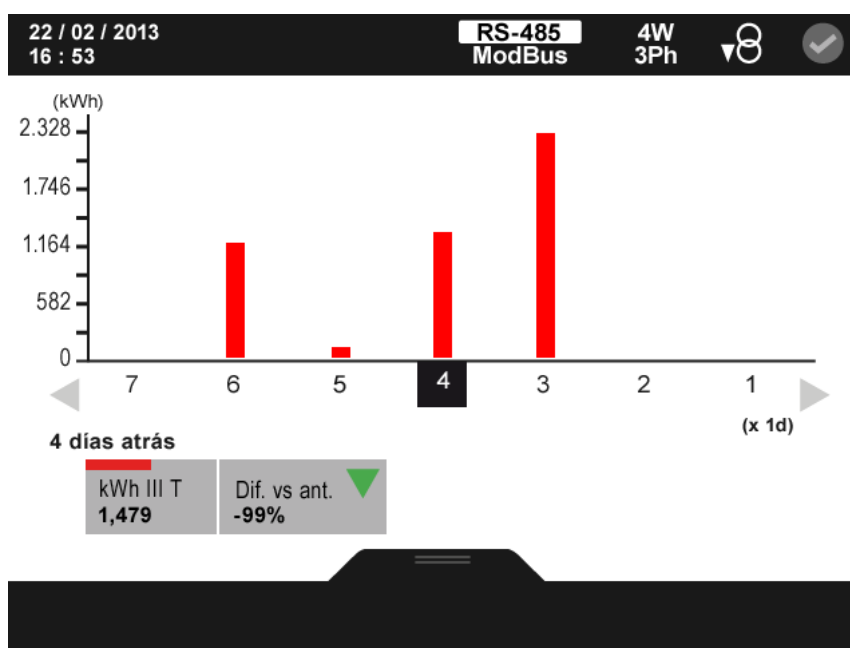 22 / 02 / 2013
16 : 53
RS-485
ModBus
4W
3Ph
(kWh)
2.328
1.746
1.164
582
0
7 6 5 4 3 2 1
(x 1d)
4 días atrás
kWh III T
1,479
Dif. vs ant.
-99%